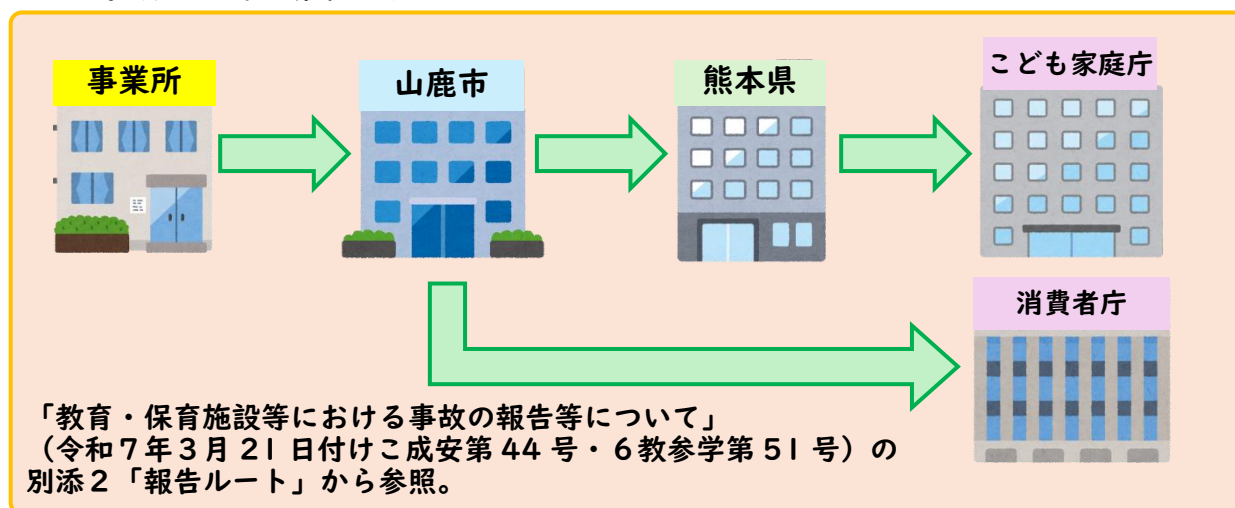 事業所
山鹿市
熊本県
こども家庭庁
消費者庁
「教育・保育施設等における事故の報告等について」
（令和７年３月 21 日付けこ成安第 44 号・６教参学第 51 号）の
別添２「報告ルート」から参照。